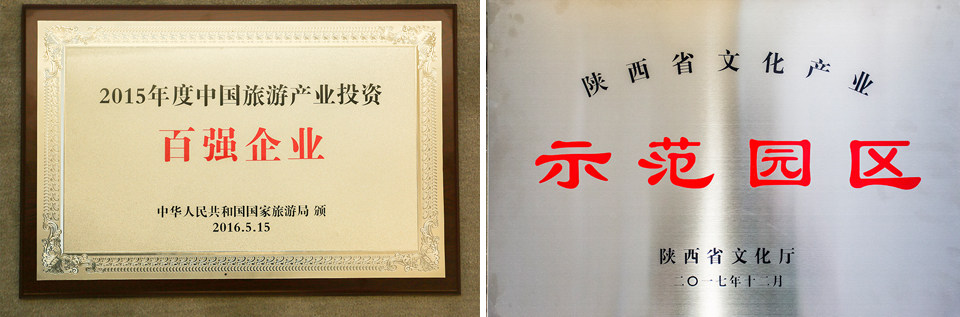 2015年度中国旅游产业投资
百强企业
中华人民共和国国家旅游局 颁
2016.5.15
陕西省文化产业
示范园区
陕西省文化厅
二〇一七年十二月